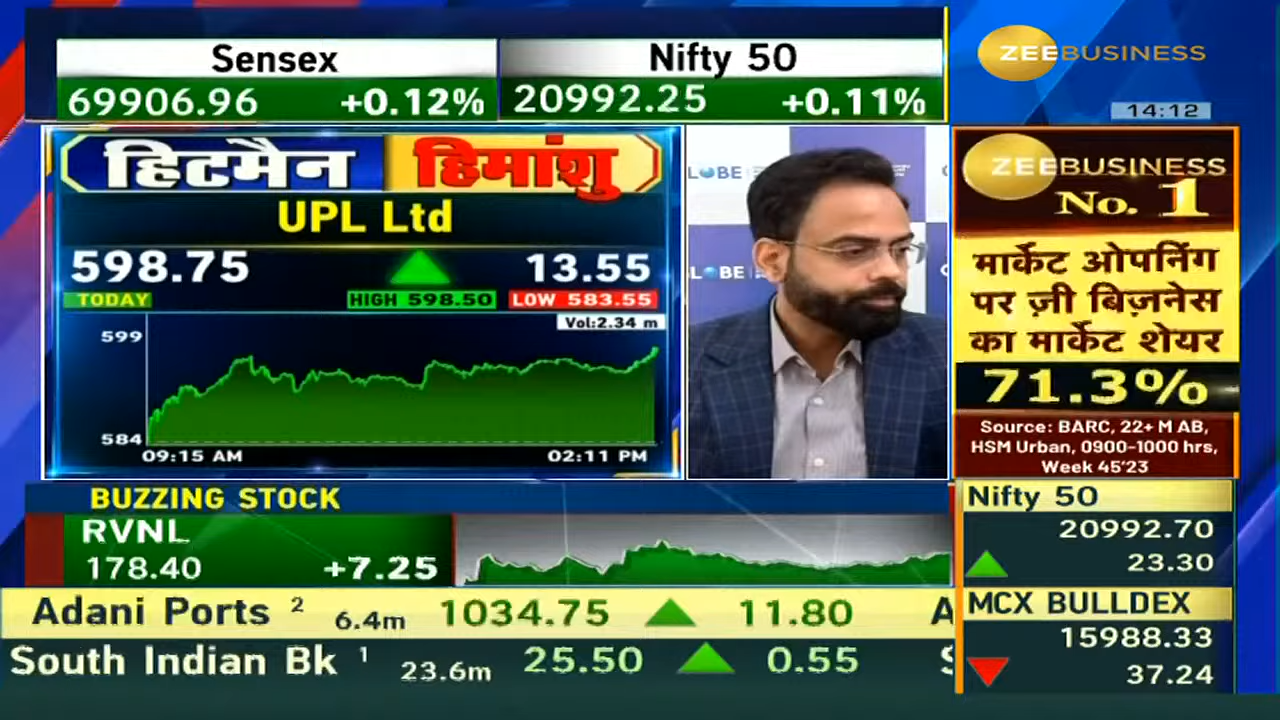 Sensex
69906.96 +0.12%
Nifty 50
20992.25 +0.11%
ZEEBUSINESS
14:12
हिटमैन हिमांशु
UPL Ltd
598.75 13.55
TODAY HIGH 598.50 LOW 583.55
Vol:2.34 m
599
584
09:15 AM 02:11 PM
LOBE
LOBE
ZEEBUSINESS
No. 1
मार्केट ओपनिंग
पर ज़ी बिज़नेस
का मार्केट शेयर
71.3%
Source: BARC, 22+ M AB,
HSM Urban, 0900-1000 hrs,
Week 45'23
BUZZING STOCK
RVNL
178.40 +7.25
Nifty 50
20992.70
23.30
MCX BULLDEX
15988.33
37.24
Adani Ports 2 6.4m 1034.75 11.80 A
South Indian Bk 1 23.6m 25.50 0.55 S